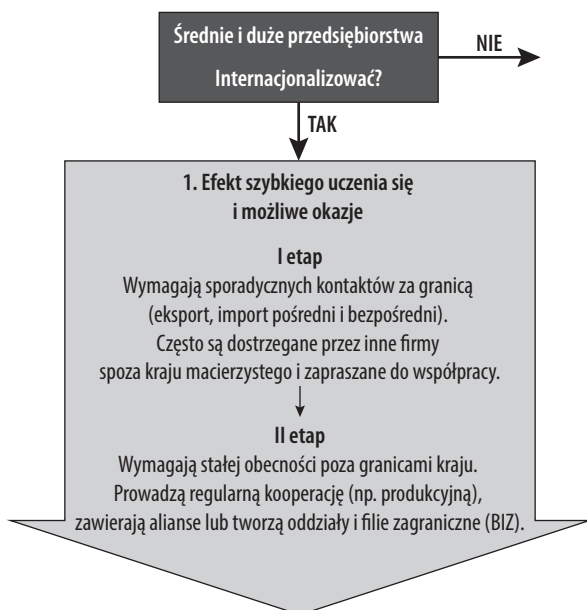 Średnie i duże przedsiębiorstwa
Internacjonalizować?
NIE
TAK
1. Efekt szybkiego uczenia się
i możliwe okazje
I etap
Wymagają sporadycznych kontaktów za granicą
(eksport, import pośredni i bezpośredni).
Często są dostrzegane przez inne firmy
spoza kraju macierzystego i zapraszane do współpracy.
II etap
Wymagają stałej obecności poza granicami kraju.
Prowadzą regularną kooperację (np. produkcyjną),
zawierają alianse lub tworzą oddziały i filie zagraniczne (BIZ).